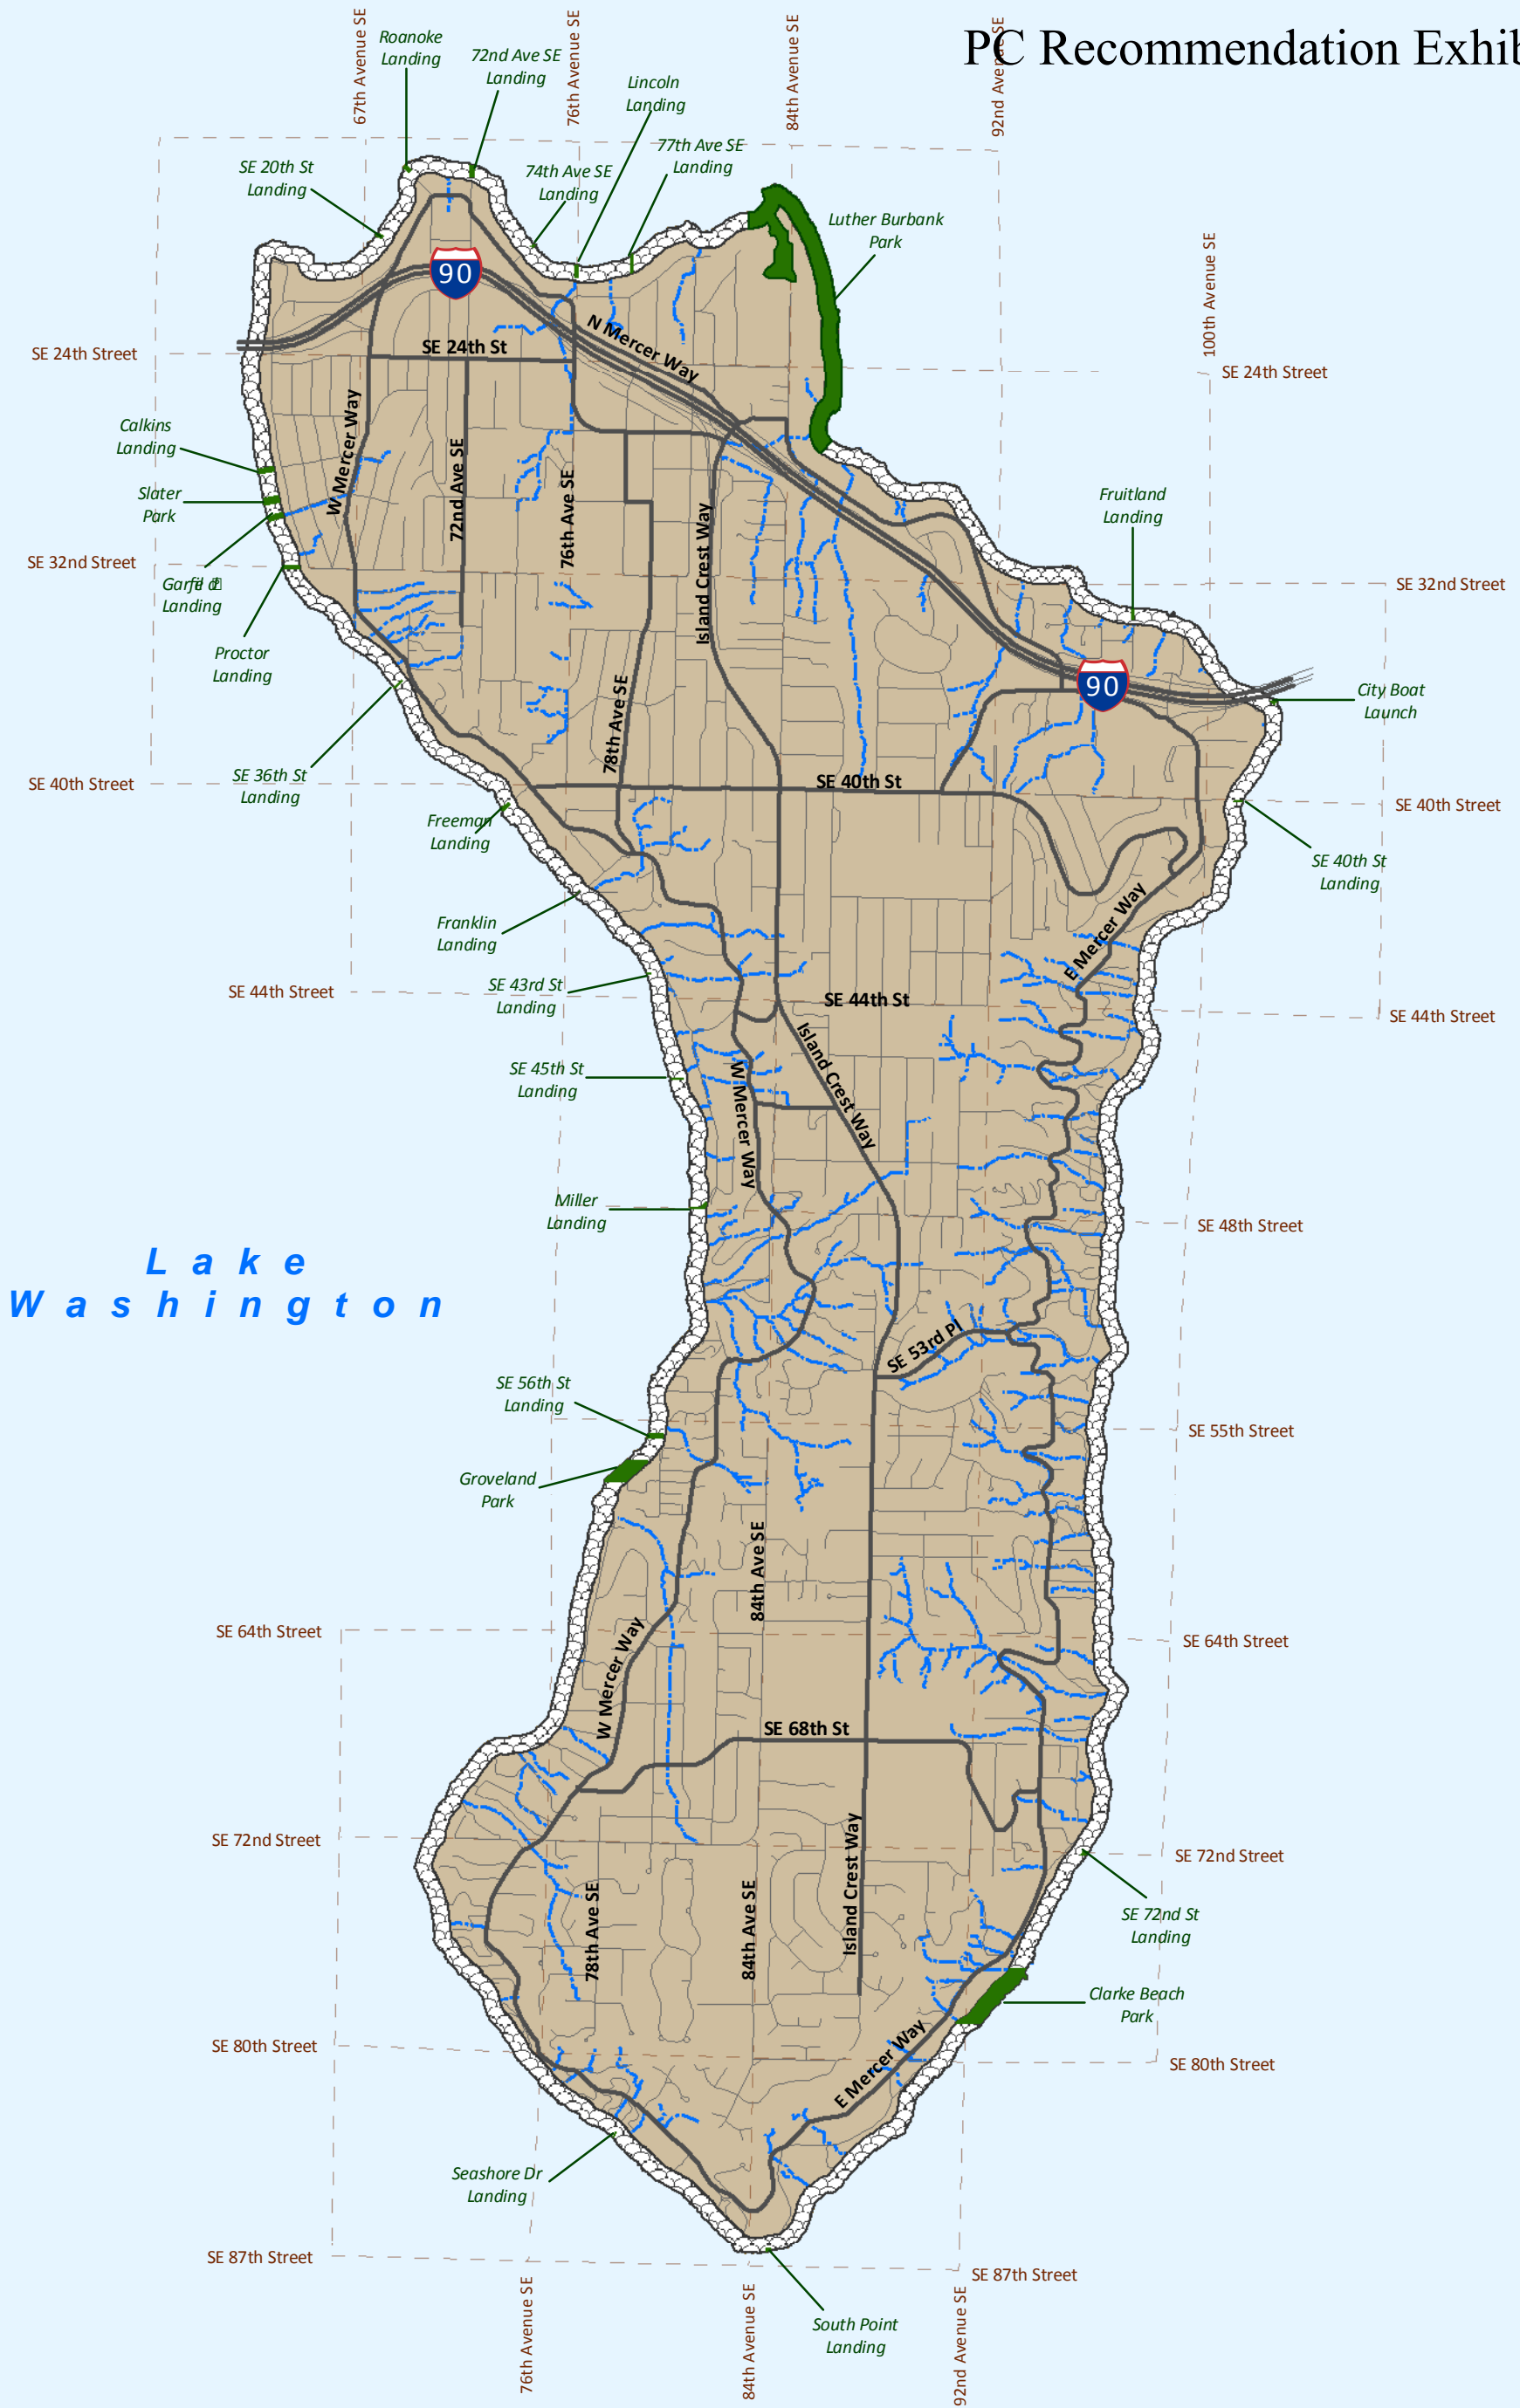 PC Recommendation Exhib
67th Avenue SE
76th Avenue SE
84th Avenue SE
92nd Avenue SE
Roanoke
Landing
72nd Ave SE
Landing
Lincoln
Landing
77th Ave SE
Landing
74th Ave SE
Landing
SE 20th St
Landing
Luther Burbank
Park
100th Avenue SE
90
N Mercer Way
SE 24th St
SE 24th Street
SE 24th Street
Calkins
Landing
W Mercer Way
72nd Ave SE
76th Ave SE
Island Crest Way
Slater
Park
Fruitland
Landing
SE 32nd Street
SE 32nd Street
Landing
Proctor
Landing
90
City Boat
Launch
78th Ave SE
SE 36th St
Landing
SE 40th Street
SE 40th St
SE 40th Street
Freeman
Landing
SE 40th St
Landing
E Mercer Way
Franklin
Landing
SE 43rd St
Landing
SE 44th Street
SE 44th St
SE 44th Street
Island Crest Way
W Mercer Way
SE 45th St
Landing
Miller
Landing
SE 48th Street
Lake
Washington
SE 53rd Pl
SE 56th St
Landing
SE 55th Street
Groveland
Park
84th Ave SE
SE 64th Street
SE 64th Street
W Mercer Way
SE 68th St
SE 72nd Street
SE 72nd Street
Island Crest Way
78th Ave SE
84th Ave SE
SE 72nd St
Landing
Clarke Beach
Park
SE 80th Street
SE 80th Street
E Mercer Way
Seashore Dr
Landing
SE 87th Street
SE 87th Street
South Point
Landing
76th Avenue SE
84th Avenue SE
92nd Avenue SE